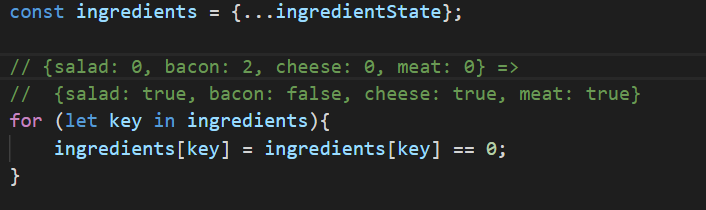 const ingredients = {...ingredientState};
// {salad: 0, bacon: 2, cheese: 0, meat: 0} =>
//  {salad: true, bacon: false, cheese: true, meat: true}
for (let key in ingredients){
    ingredients[key] = ingredients[key] == 0;
}